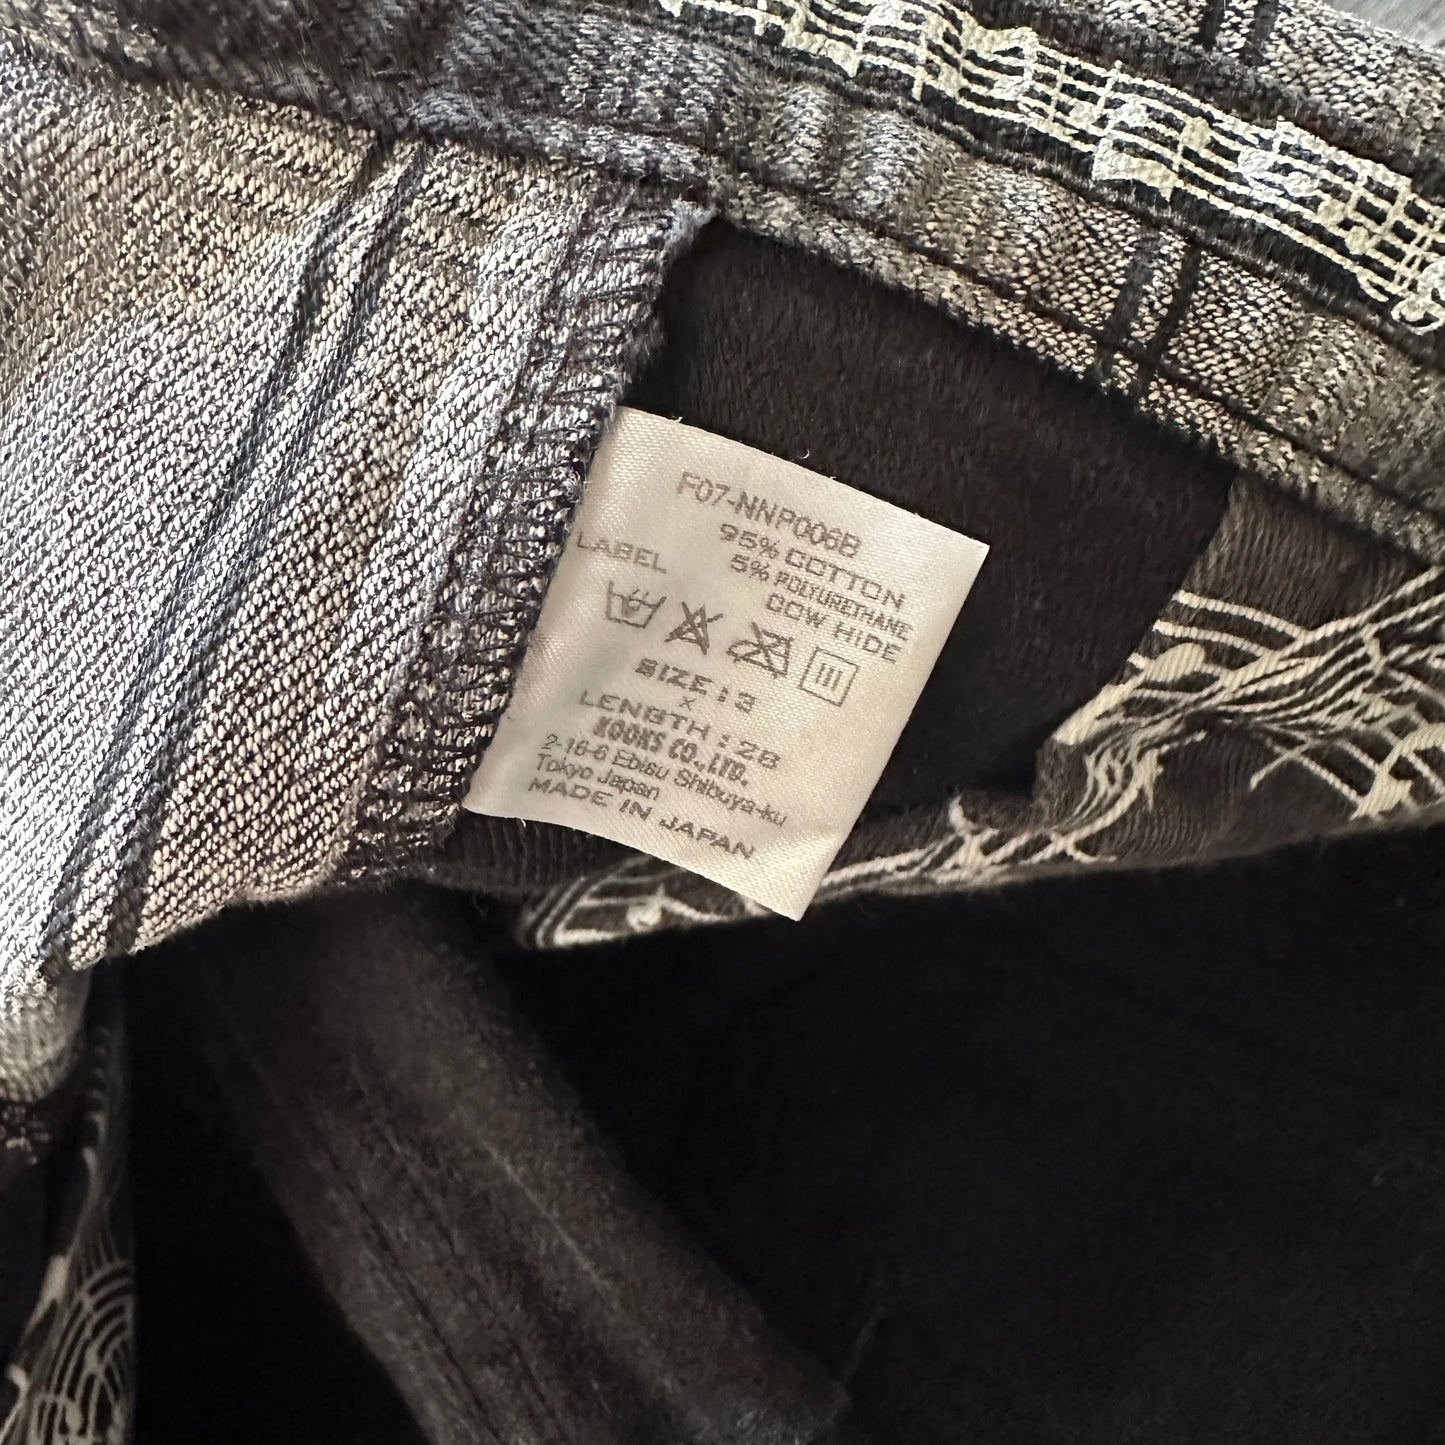 F07-NNP006B
95% COTTON
5% POLYURETHANE
LABEL COW HIDE
SIZE : 3
x
LENGTH : 28
KOOKS CO.,LTD.
2-16-6 Ebisu Shibuya-ku
Tokyo Japan
MADE IN JAPAN